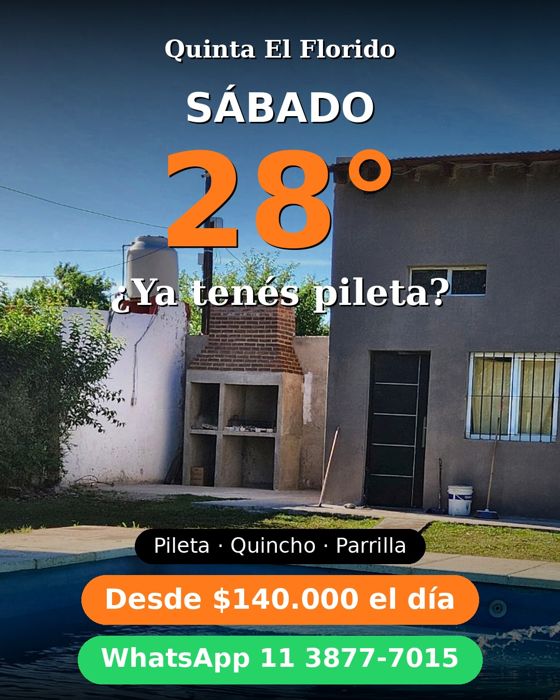 Quinta El Florido
SÁBADO
28°
¿Ya tenés pileta?
Pileta · Quincho · Parrilla
Desde $140.000 el día
WhatsApp 11 3877-7015